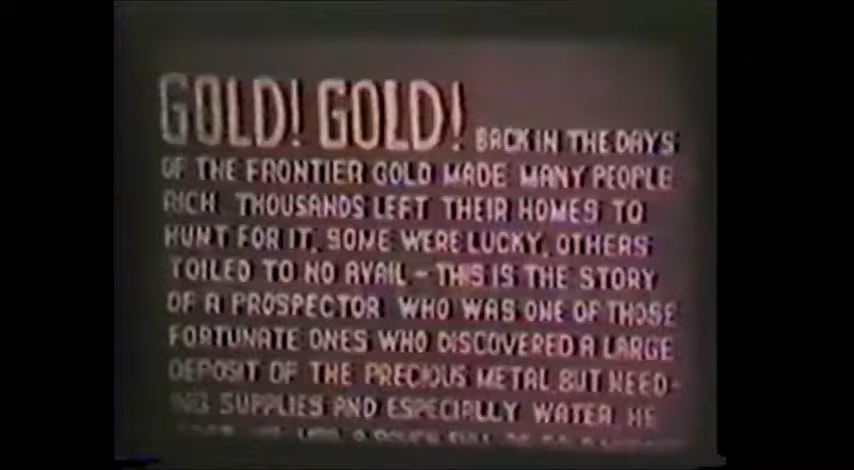 GOLD! GOLD! BACK IN THE DAYS
OF THE FRONTIER GOLD MADE MANY PEOPLE
RICH. THOUSANDS LEFT THEIR HOMES TO
HUNT FOR IT, SOME WERE LUCKY, OTHERS
TOILED TO NO AVAIL - THIS IS THE STORY
OF A PROSPECTOR WHO WAS ONE OF THOSE
FORTUNATE ONES WHO DISCOVERED A LARGE
DEPOSIT OF THE PRECIOUS METAL BUT NEED-
ING SUPPLIES AND ESPECIALLY WATER HE